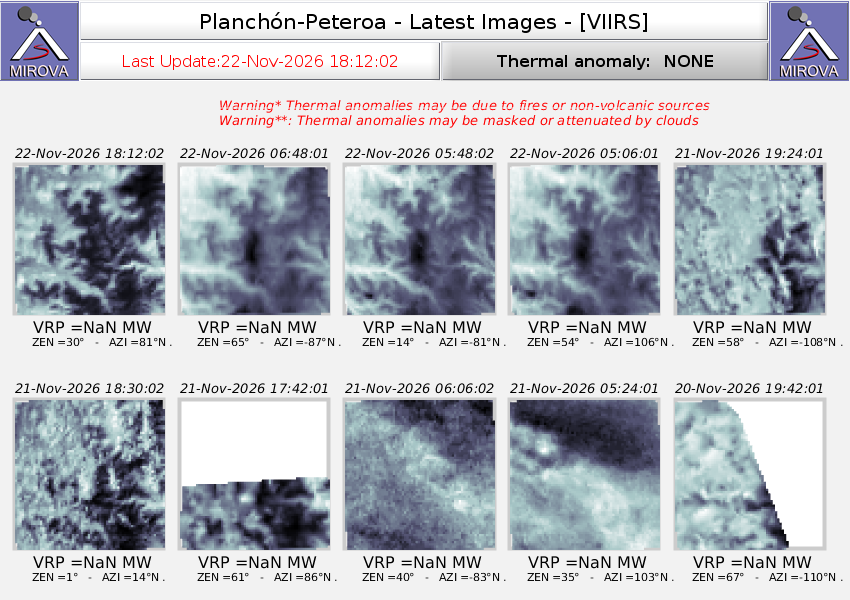 Planchón-Peteroa - Latest Images - [VIIRS]
MIROVA
Last Update:22-Nov-2026 18:12:02
Thermal anomaly: NONE
MIROVA
Warning* Thermal anomalies may be due to fires or non-volcanic sources
Warning**: Thermal anomalies may be masked or attenuated by clouds
22-Nov-2026 18:12:02
22-Nov-2026 06:48:01
22-Nov-2026 05:48:02
22-Nov-2026 05:06:01
21-Nov-2026 19:24:01
VRP =NaN MW
VRP =NaN MW
VRP =NaN MW
VRP =NaN MW
VRP =NaN MW
ZEN =30° - AZI =81°N .
ZEN =65° - AZI =-87°N .
ZEN =14° - AZI =-81°N .
ZEN =54° - AZI =106°N .
ZEN =58° - AZI =-108°N .
21-Nov-2026 18:30:02
21-Nov-2026 17:42:01
21-Nov-2026 06:06:02
21-Nov-2026 05:24:01
20-Nov-2026 19:42:01
VRP =NaN MW
VRP =NaN MW
VRP =NaN MW
VRP =NaN MW
VRP =NaN MW
ZEN =1° - AZI =14°N .
ZEN =61° - AZI =86°N .
ZEN =40° - AZI =-83°N .
ZEN =35° - AZI =103°N .
ZEN =67° - AZI =-110°N .